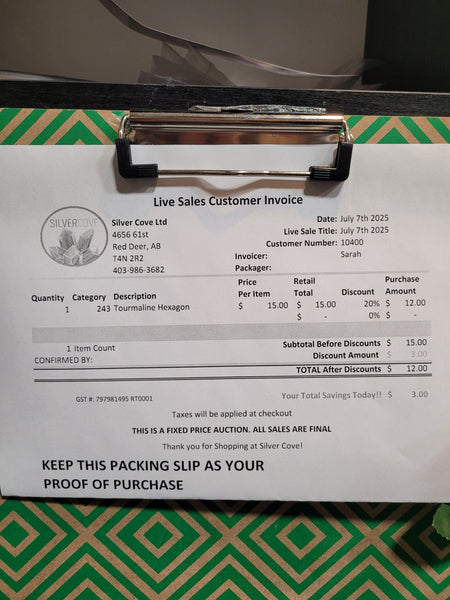 Live Sales Customer Invoice
SILVERCOVE
Silver Cove Ltd
4656 61st
Red Deer, AB
T4N 2R2
403-986-3682
Date: July 7th 2025
Live Sale Title: July 7th 2025
Customer Number: 10400
Invoicer: Sarah
Packager:
Quantity Category Description Price Per Item Retail Total Discount Purchase Amount
1 243 Tourmaline Hexagon $ 15.00 $ 15.00 20% $ 12.00
$ - 0% $ -
1 Item Count Subtotal Before Discounts $ 15.00
CONFIRMED BY: Discount Amount $ 3.00
TOTAL After Discounts $ 12.00
GST #: 797981495 RT0001 Your Total Savings Today!! $ 3.00
Taxes will be applied at checkout
THIS IS A FIXED PRICE AUCTION. ALL SALES ARE FINAL
Thank you for Shopping at Silver Cove!
KEEP THIS PACKING SLIP AS YOUR
PROOF OF PURCHASE